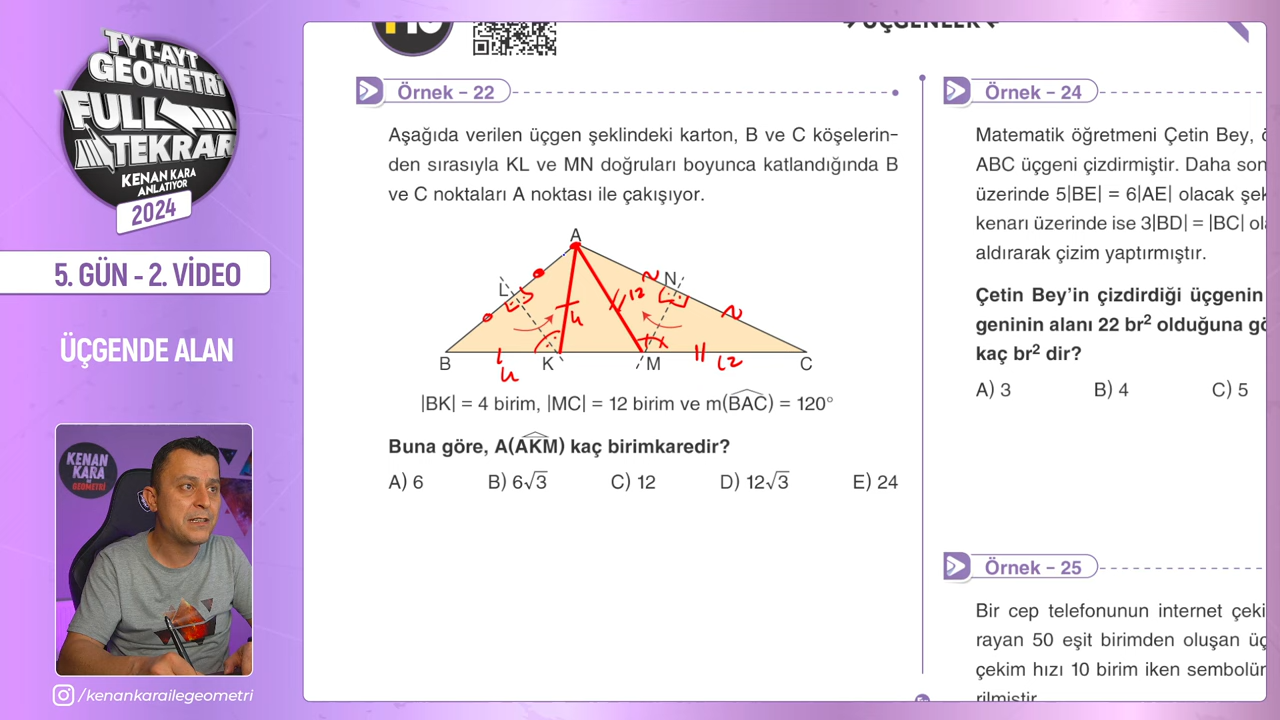 TYT-AYT
GEOMETRİ
FULL
TEKRAR
KENAN KARA
ANLATIYOR
2024
5. GÜN - 2. VİDEO
ÜÇGENDE ALAN
KENAN
KARA
GEOMETRİ
/kenankarailegeometri
ÜÇGENLER
Örnek – 22
Aşağıda verilen üçgen şeklindeki karton, B ve C köşelerin-
den sırasıyla KL ve MN doğruları boyunca katlandığında B
ve C noktaları A noktası ile çakışıyor.
A
L
N
12
4
B
K
M
C
4
12
|BK| = 4 birim, |MC| = 12 birim ve m(BAC) = 120°
Buna göre, A(AKM) kaç birimkaredir?
A) 6 B) 6√3 C) 12 D) 12√3 E) 24
Örnek – 24
Matematik öğretmeni Çetin Bey,
ABC üçgeni çizdirmiştir. Daha son
üzerinde 5|BE| = 6|AE| olacak şek
kenarı üzerinde ise 3|BD| = |BC| ol
aldırarak çizim yaptırmıştır.
Çetin Bey'in çizdirdiği üçgenin
geninin alanı 22 br² olduğuna gö
kaç br² dir?
A) 3 B) 4 C) 5
Örnek – 25
Bir cep telefonunun internet çeki
rayan 50 eşit birimden oluşan üç
çekim hızı 10 birim iken sembolün
rilmiştir.